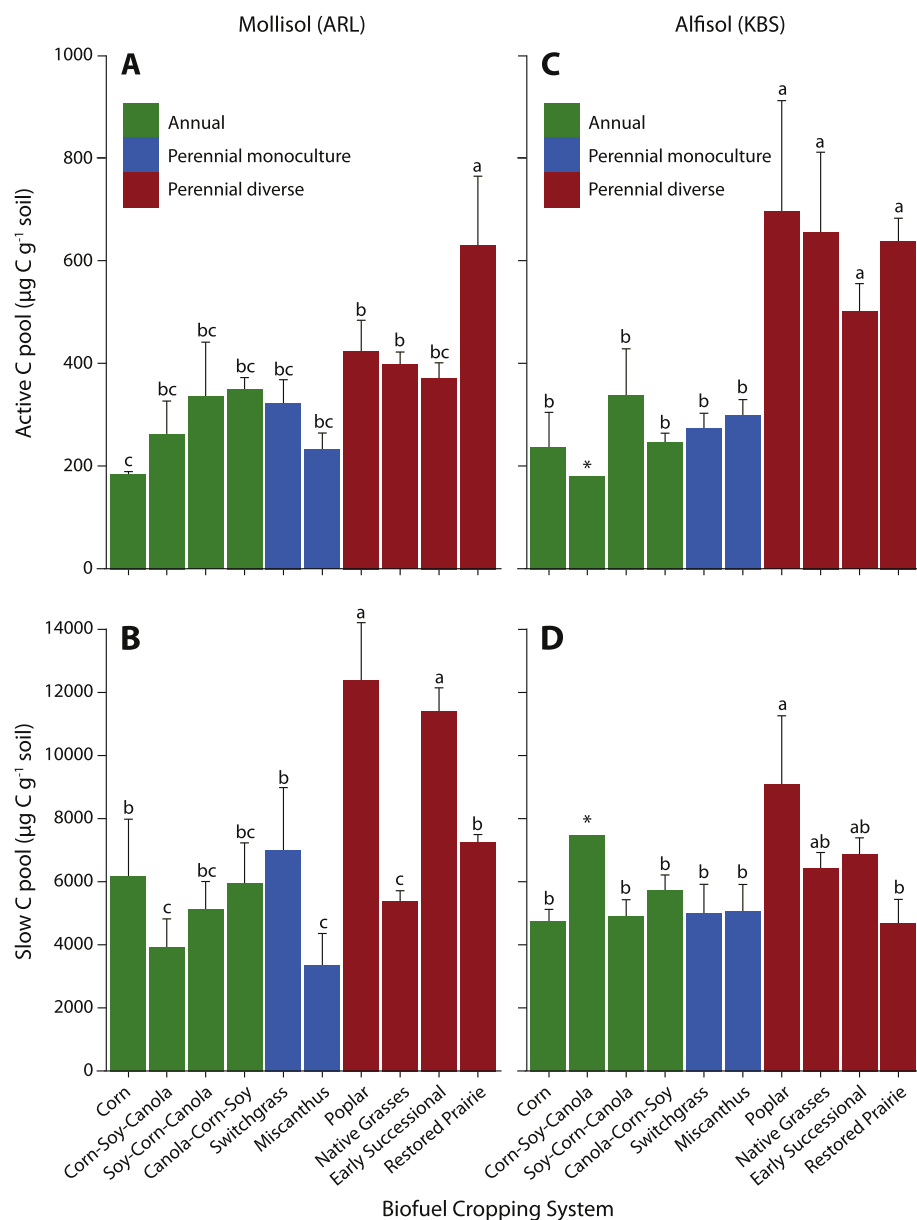 Mollisol (ARL)
Alfisol (KBS)
A
C
Annual
Perennial monoculture
Perennial diverse
Annual
Perennial monoculture
Perennial diverse
Active C pool (µg C g⁻¹ soil)
1000
800
600
400
200
0
c
bc
bc
bc
bc
bc
b
b
bc
a
b
*
b
b
b
b
a
a
a
a
B
D
Slow C pool (µg C g⁻¹ soil)
14000
12000
10000
8000
6000
4000
2000
0
b
c
bc
bc
b
c
a
c
a
b
b
*
b
b
b
b
a
ab
ab
b
Corn
Corn-Soy-Canola
Soy-Corn-Canola
Canola-Corn-Soy
Switchgrass
Miscanthus
Poplar
Native Grasses
Early Successional
Restored Prairie
Corn
Corn-Soy-Canola
Soy-Corn-Canola
Canola-Corn-Soy
Switchgrass
Miscanthus
Poplar
Native Grasses
Early Successional
Restored Prairie
Biofuel Cropping System